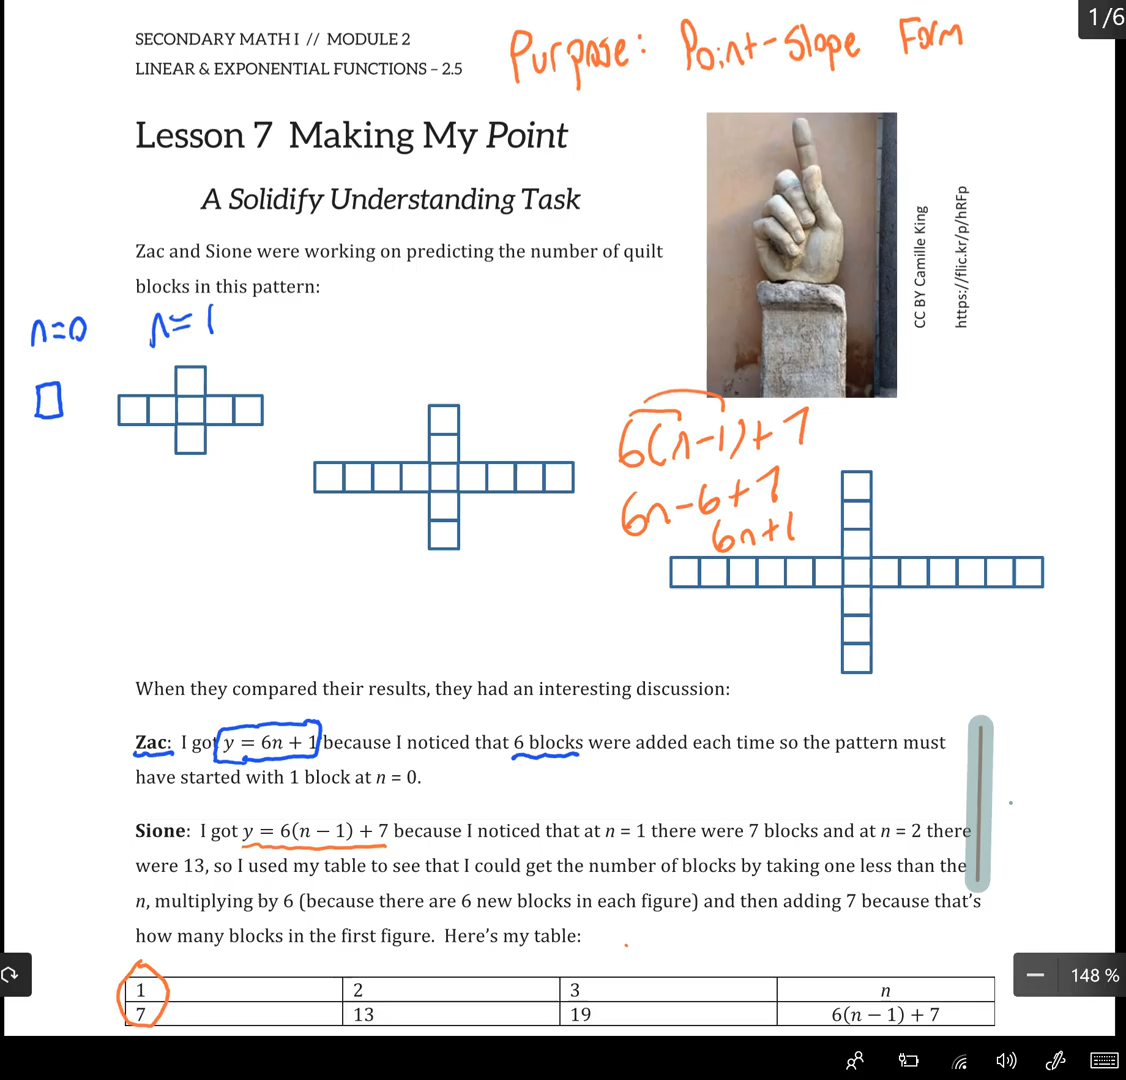 1/6
SECONDARY MATH I // MODULE 2
LINEAR & EXPONENTIAL FUNCTIONS – 2.5
Purpose: Point-Slope Form
Lesson 7 Making My Point
A Solidify Understanding Task
Zac and Sione were working on predicting the number of quilt
blocks in this pattern:
CC BY Camille King
https://flic.kr/p/hRFp
n=0
n=1
6(n-1)+7
6n-6+7
6n+1
When they compared their results, they had an interesting discussion:
Zac: I got y = 6n + 1 because I noticed that 6 blocks were added each time so the pattern must
have started with 1 block at n = 0.
Sione: I got y = 6(n − 1) + 7 because I noticed that at n = 1 there were 7 blocks and at n = 2 there
were 13, so I used my table to see that I could get the number of blocks by taking one less than the
n, multiplying by 6 (because there are 6 new blocks in each figure) and then adding 7 because that's
how many blocks in the first figure. Here's my table:
148 %
1 2 3 n
7 13 19 6(n − 1) + 7